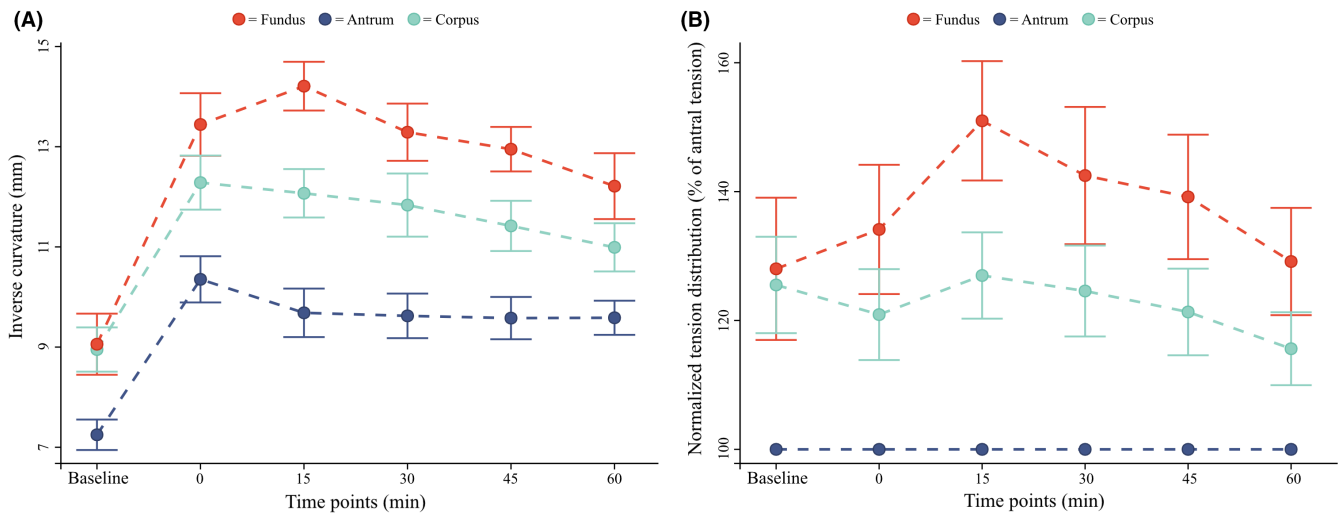 (A)
= Fundus = Antrum = Corpus
Inverse curvature (mm)
15
13
11
9
7
Baseline 0 15 30 45 60
Time points (min)
(B)
= Fundus = Antrum = Corpus
Normalized tension distribution (% of antral tension)
160
140
120
100
Baseline 0 15 30 45 60
Time points (min)